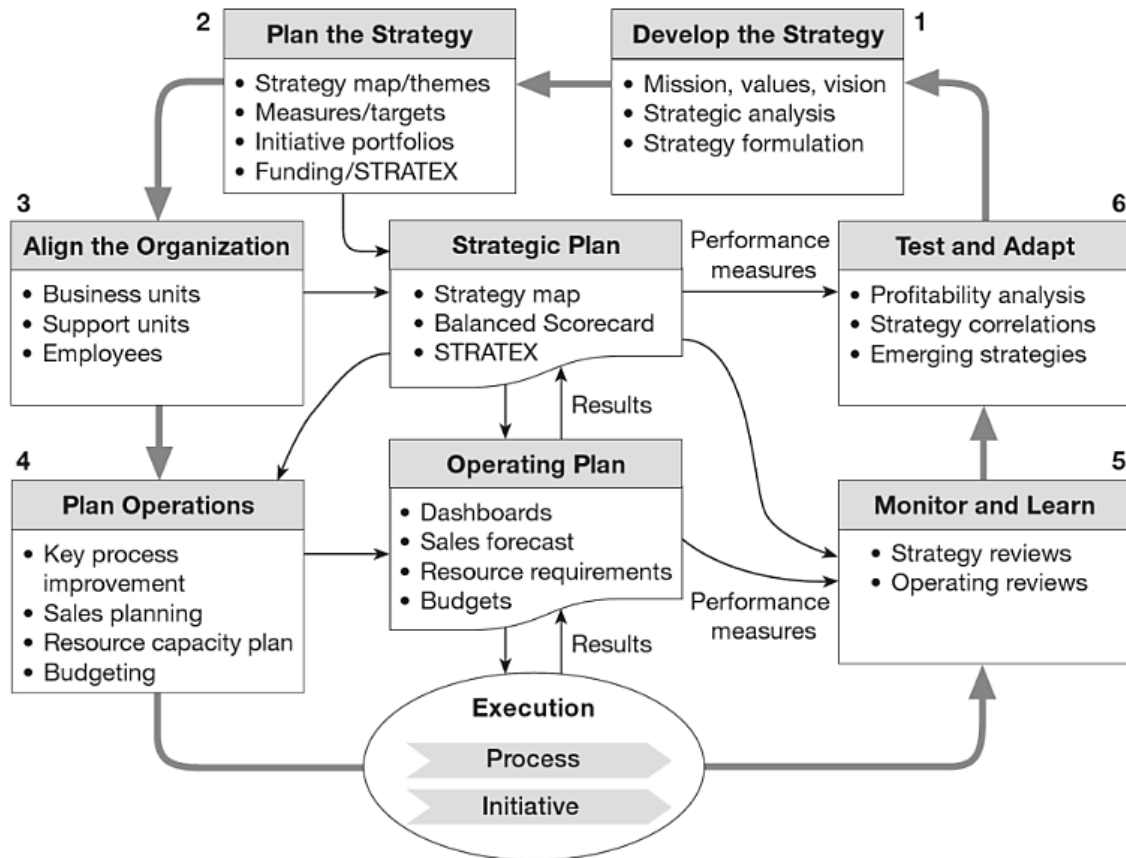 2
Plan the Strategy
• Strategy map/themes
• Measures/targets
• Initiative portfolios
• Funding/STRATEX
Develop the Strategy
1
• Mission, values, vision
• Strategic analysis
• Strategy formulation
3
Align the Organization
• Business units
• Support units
• Employees
Strategic Plan
• Strategy map
• Balanced Scorecard
• STRATEX
Performance
measures
6
Test and Adapt
• Profitability analysis
• Strategy correlations
• Emerging strategies
Results
4
Plan Operations
• Key process
improvement
• Sales planning
• Resource capacity plan
• Budgeting
Operating Plan
• Dashboards
• Sales forecast
• Resource requirements
• Budgets
Performance
measures
5
Monitor and Learn
• Strategy reviews
• Operating reviews
Results
Execution
Process
Initiative